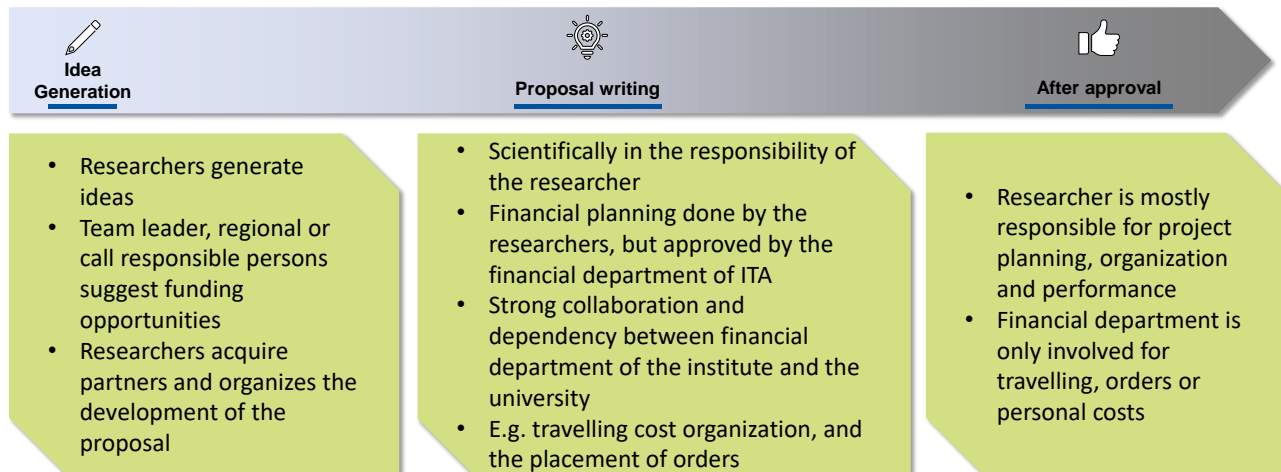 Idea
Generation
Proposal writing
After approval
• Researchers generate
ideas
• Team leader, regional or
call responsible persons
suggest funding
opportunities
• Researchers acquire
partners and organizes the
development of the
proposal
• Scientifically in the responsibility of
the researcher
• Financial planning done by the
researchers, but approved by the
financial department of ITA
• Strong collaboration and
dependency between financial
department of the institute and the
university
• E.g. travelling cost organization, and
the placement of orders
• Researcher is mostly
responsible for project
planning, organization
and performance
• Financial department is
only involved for
travelling, orders or
personal costs